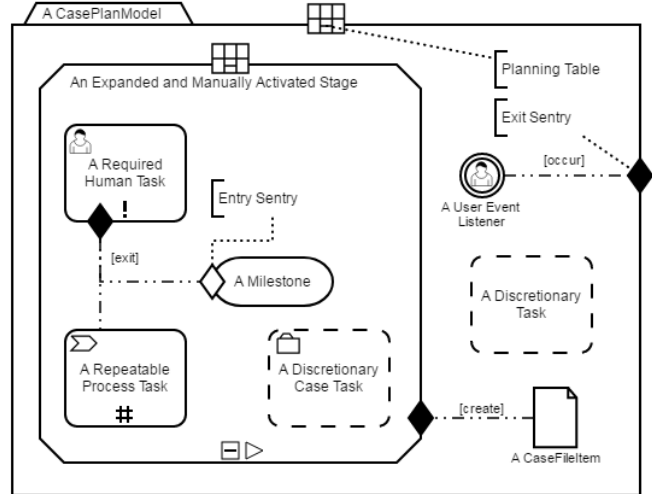 A CasePlanModel
An Expanded and Manually Activated Stage
Planning Table
Exit Sentry
[occur]
A Required
Human Task
!
Entry Sentry
A User Event
Listener
[exit]
A Milestone
A Discretionary
Task
A Repeatable
Process Task
#
A Discretionary
Case Task
[create]
A CaseFileItem